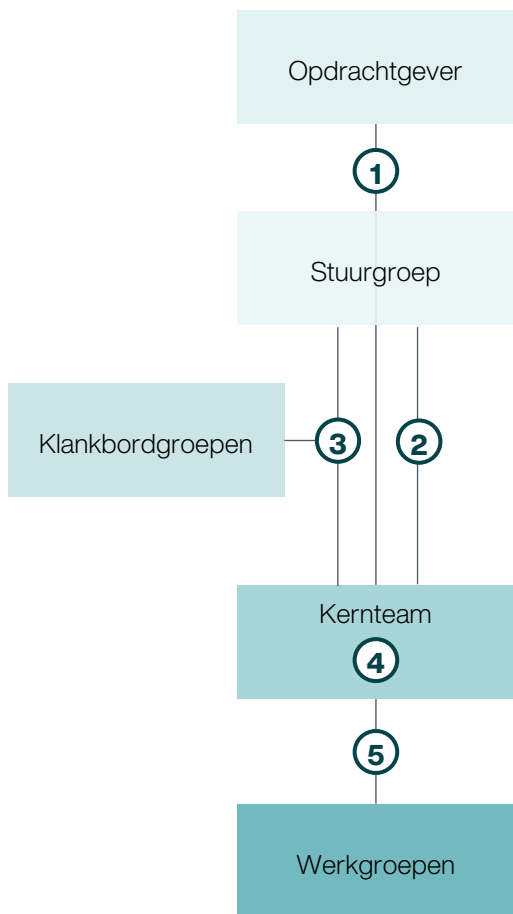 Opdrachtgever
1
Stuurgroep
Klankbordgroepen
3
2
Kernteam
4
5
Werkgroepen